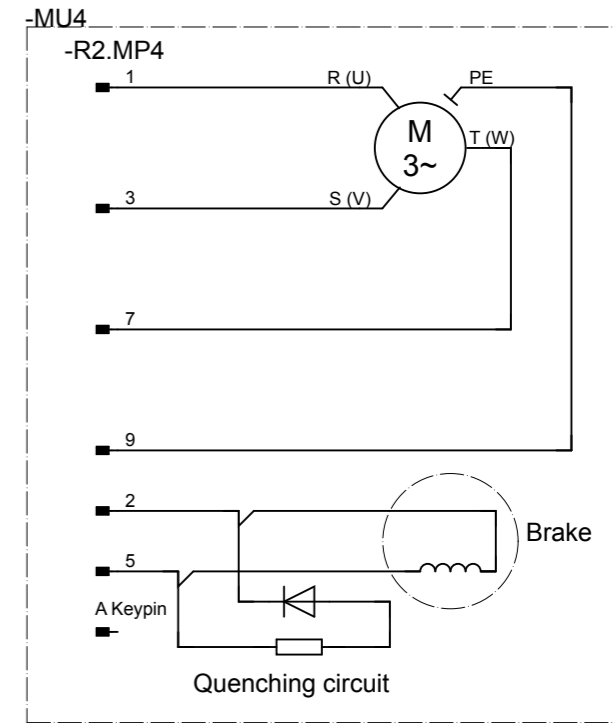 -MU4
-R2.MP4
1
R (U)
PE
M
3~
T (W)
3
S (V)
7
9
2
Brake
5
A Keypin
Quenching circuit